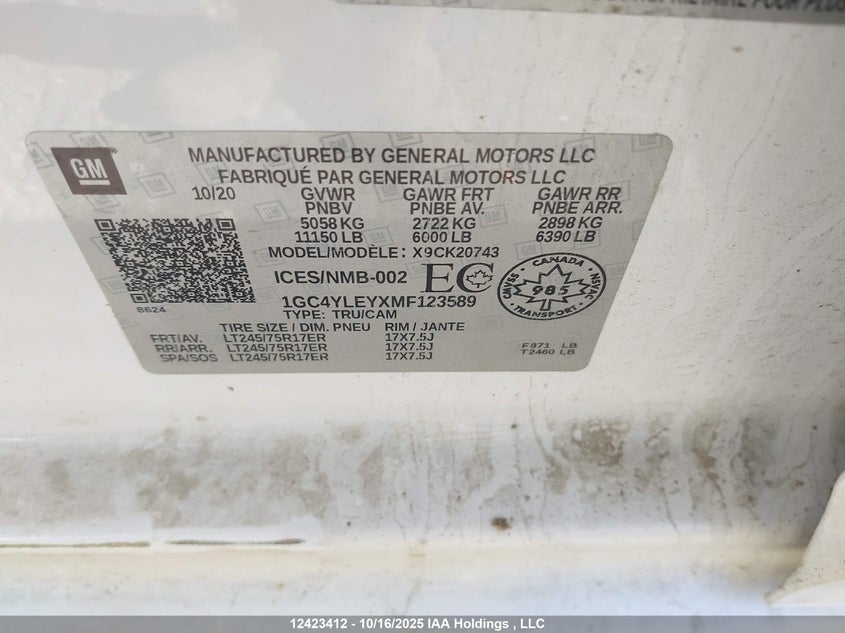 GM
MANUFACTURED BY GENERAL MOTORS LLC
FABRIQUÉ PAR GENERAL MOTORS LLC
10/20 GVWR GAWR FRT GAWR RR
PNBV PNBE AV. PNBE ARR.
5058 KG 2722 KG 2898 KG
11150 LB 6000 LB 6390 LB
MODEL/MODÈLE: X9CK20743
ICES/NMB-002 EC
CANADA
CMVSS 985 NSVAC
TRANSPORT
8624 1GC4YLEYXMF123589
TYPE: TRU/CAM
TIRE SIZE / DIM. PNEU RIM / JANTE
FRT/AV. LT245/75R17ER 17X7.5J
RR/ARR. LT245/75R17ER 17X7.5J
SPA/SOS LT245/75R17ER 17X7.5J
F871 LB
T2460 LB
12423412 - 10/16/2025 IAA Holdings , LLC